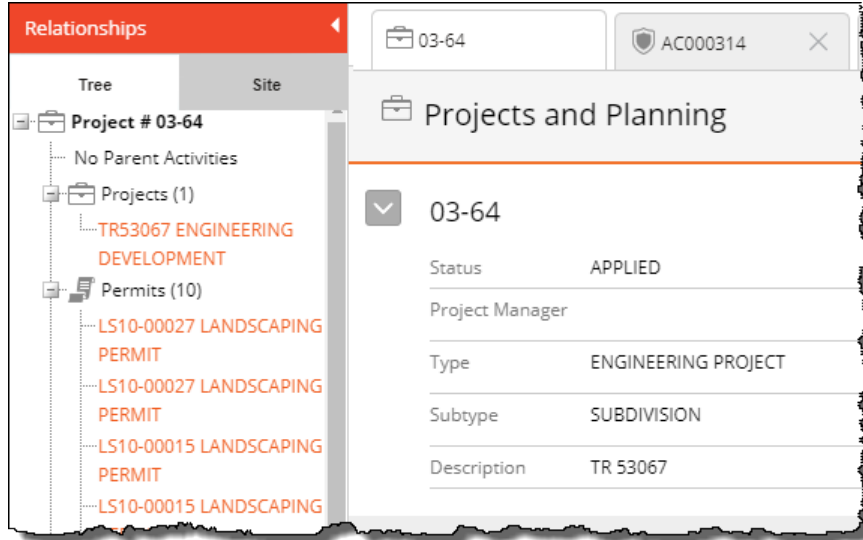 Relationships
Tree
Site
Project # 03-64
No Parent Activities
Projects (1)
TR53067 ENGINEERING
DEVELOPMENT
Permits (10)
LS10-00027 LANDSCAPING
PERMIT
LS10-00027 LANDSCAPING
PERMIT
LS10-00015 LANDSCAPING
PERMIT
LS10-00015 LANDSCAPING
03-64
AC000314
Projects and Planning
03-64
Status APPLIED
Project Manager
Type ENGINEERING PROJECT
Subtype SUBDIVISION
Description TR 53067